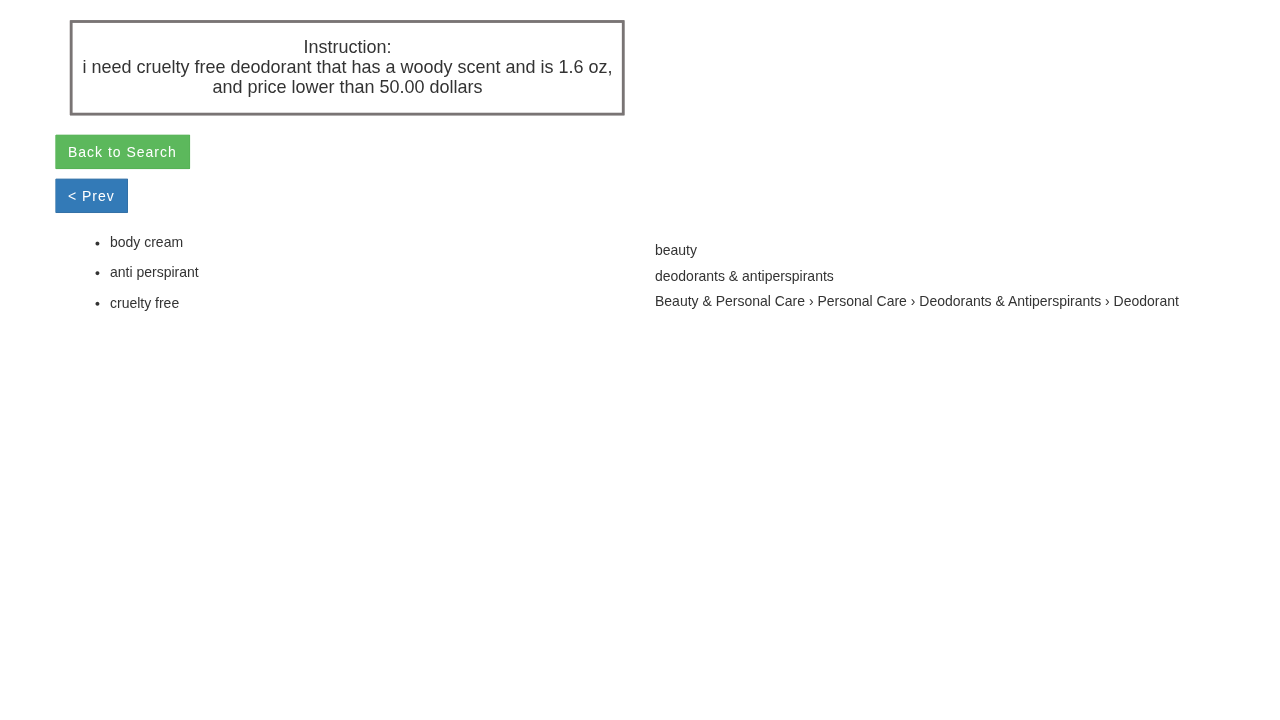 Instruction:
i need cruelty free deodorant that has a woody scent and is 1.6 oz,
and price lower than 50.00 dollars
Back to Search
< Prev
body cream
anti perspirant
cruelty free
beauty
deodorants & antiperspirants
Beauty & Personal Care › Personal Care › Deodorants & Antiperspirants › Deodorant